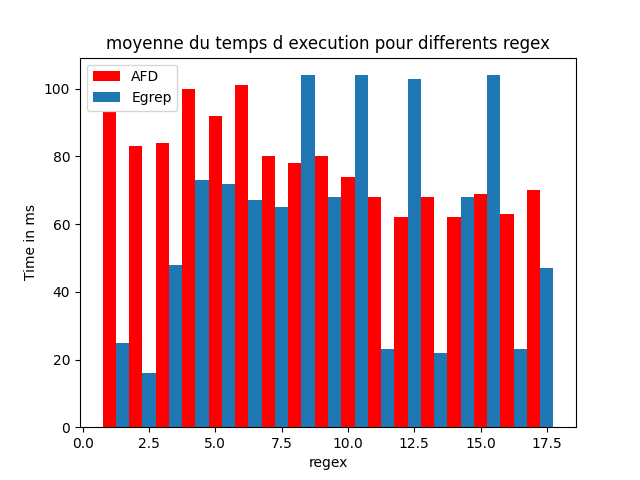 moyenne du temps d execution pour differents regex
AFD
Egrep
100
80
60
40
20
0
Time in ms
0.0 2.5 5.0 7.5 10.0 12.5 15.0 17.5
regex